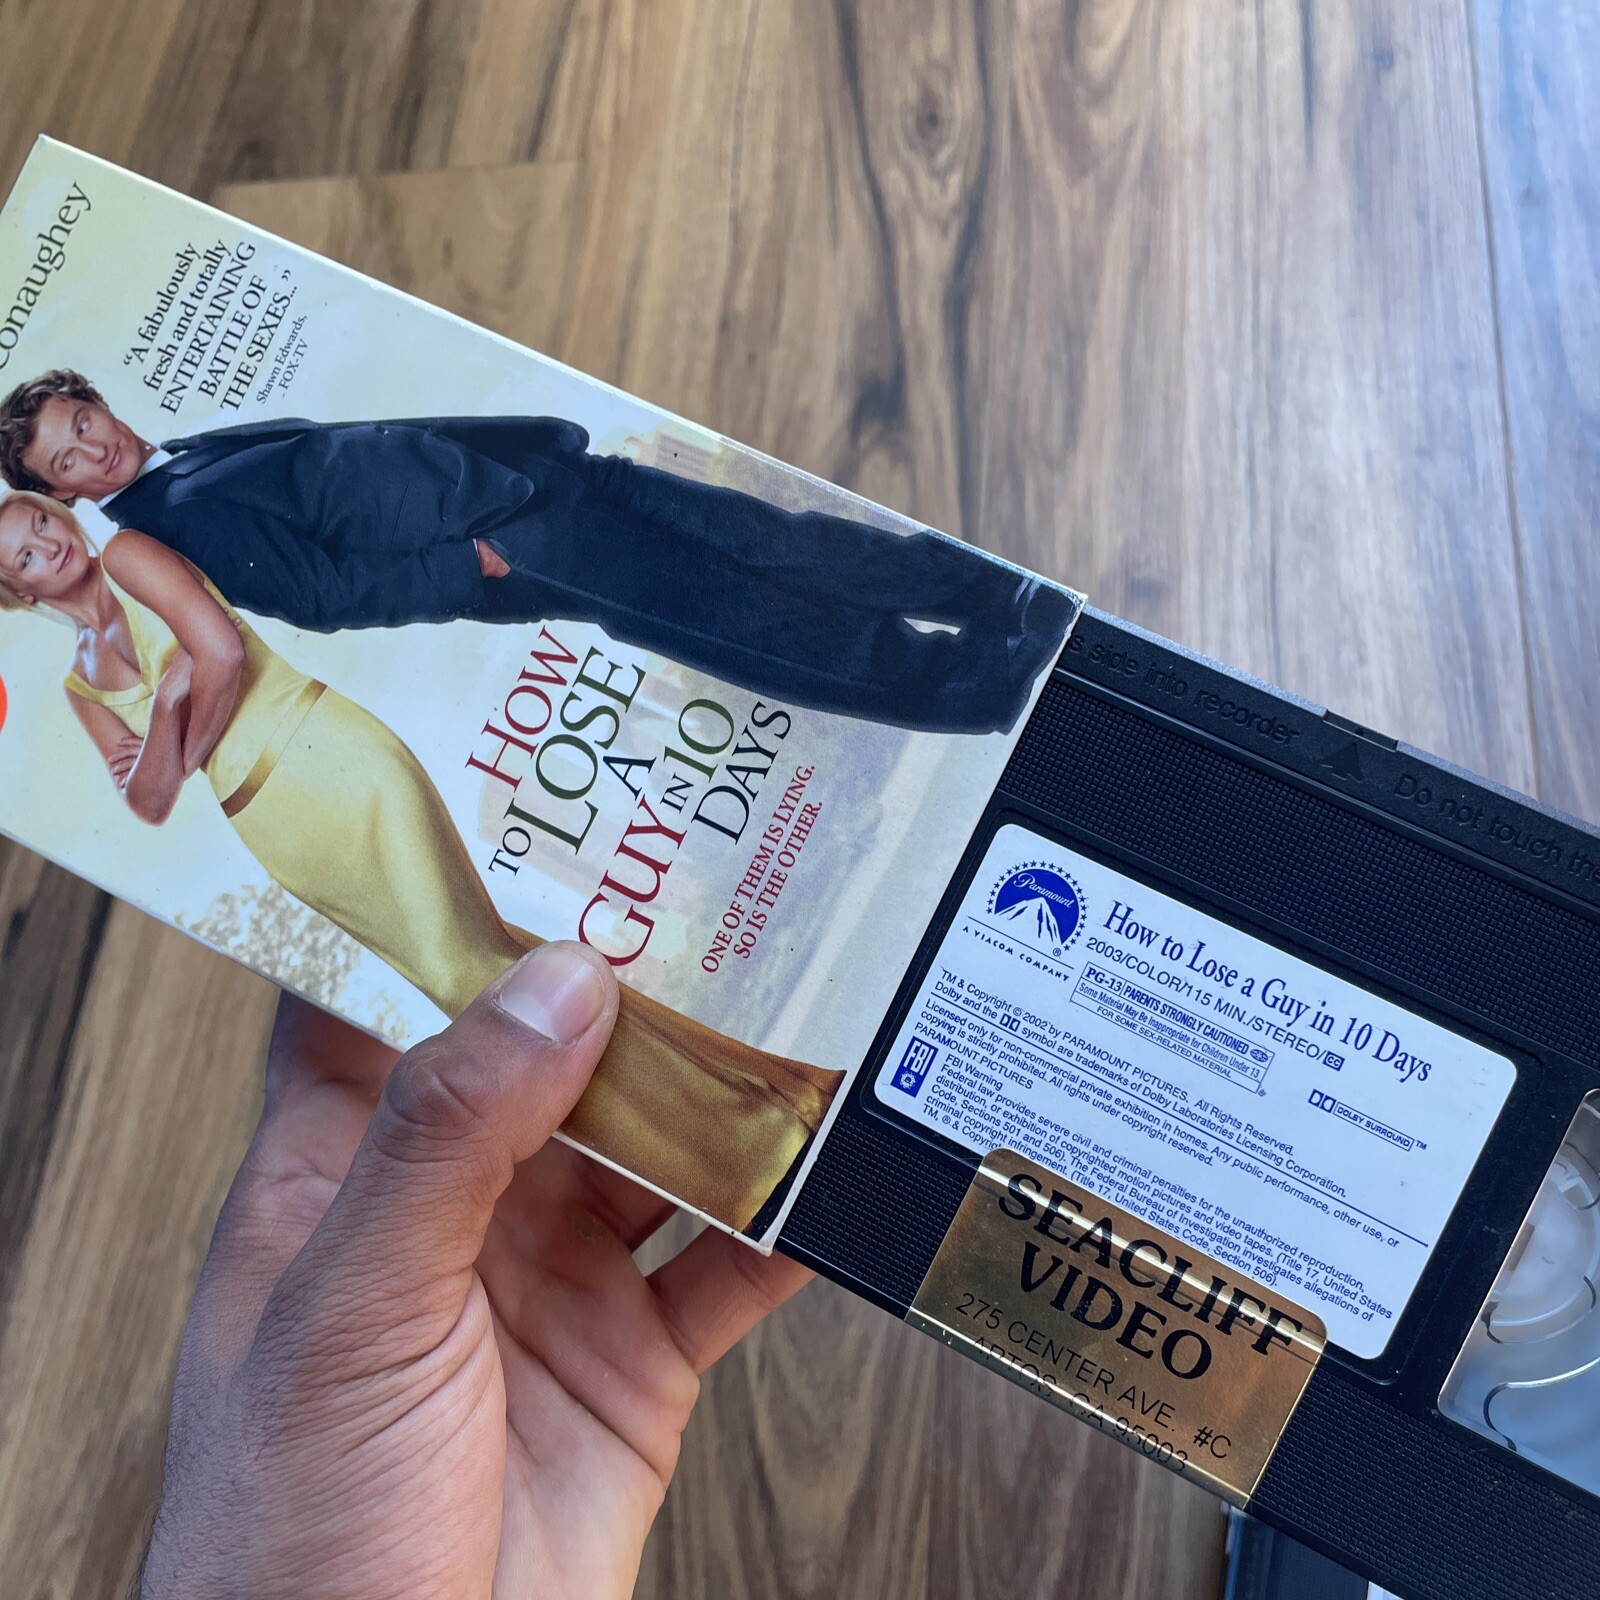 "A fabulously
fresh and totally
ENTERTAINING
BATTLE OF
THE SEXES..."
Shawn Edwards,
- FOX-TV
HOW
TO LOSE
A
GUY IN 10
DAYS
ONE OF THEM IS LYING.
SO IS THE OTHER.
side into recorder
Do not touch the
Paramount
A VIACOM COMPANY
How to Lose a Guy in 10 Days
2003/COLOR/115 MIN./STEREO/CC
PG-13 PARENTS STRONGLY CAUTIONED
Some Material May Be Inappropriate for Children Under 13
FOR SOME SEX-RELATED MATERIAL
DOLBY SURROUND TM
TM & Copyright © 2002 by PARAMOUNT PICTURES. All Rights Reserved.
Dolby and the symbol are trademarks of Dolby Laboratories Licensing Corporation.
Licensed only for non-commercial private exhibition in homes. Any public performance, other use, or
copying is strictly prohibited. All Rights under copyright reserved.
PARAMOUNT PICTURES
FBI
FBI Warning
Federal law provides severe civil and criminal penalties for the unauthorized reproduction,
distribution, or exhibition of copyrighted motion pictures and video tapes. (Title 17, United States
Code, Sections 501 and 506). The Federal Bureau of Investigation investigates allegations of
criminal copyright infringement. (Title 17, United States Code, Section 506).
TM, ® & Copyri
SEACLIFF
VIDEO
275 CENTER AVE. #C
APTOS, CA 95003